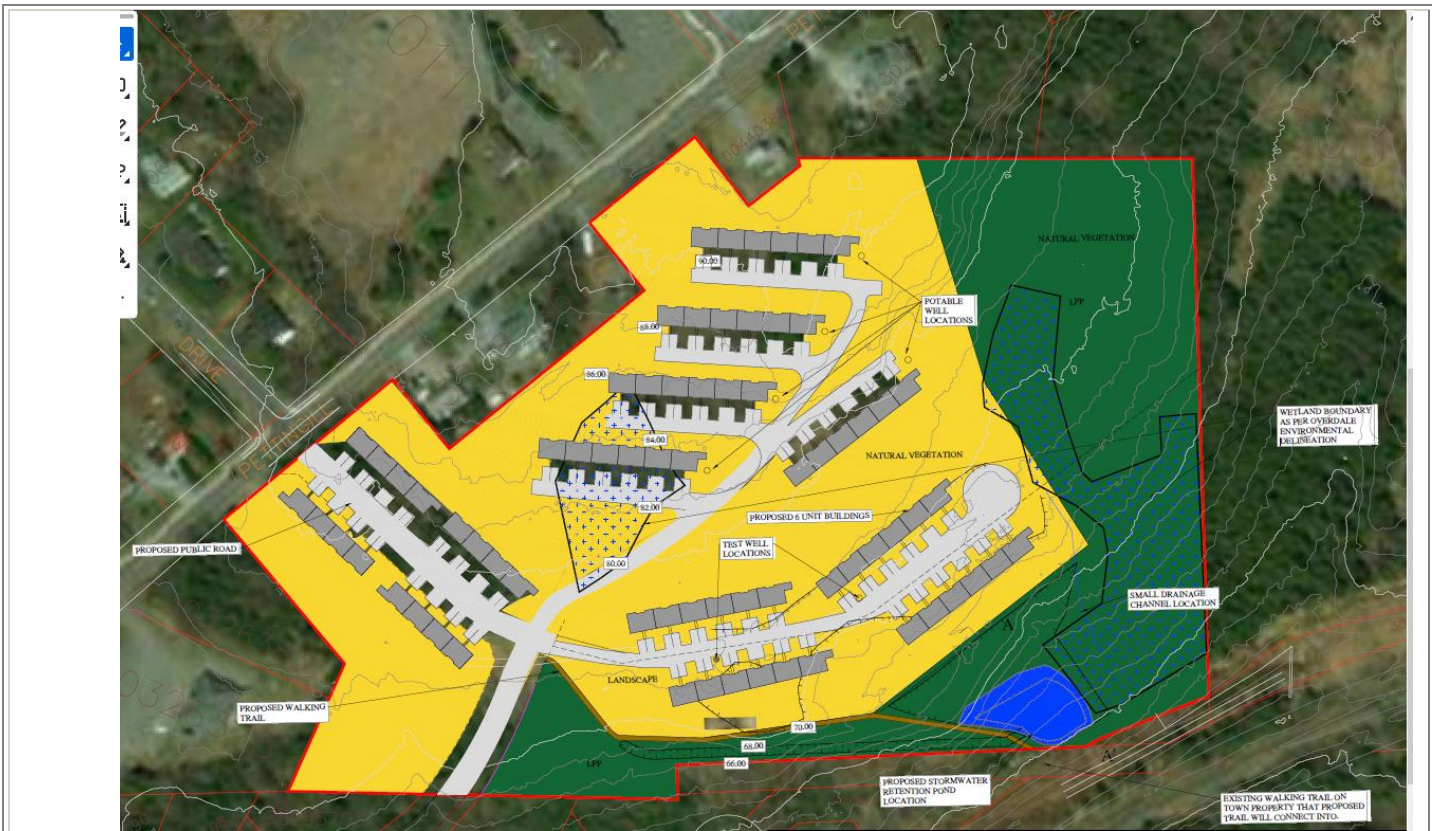 PETTINGILL
DRIVE
NATURAL VEGETATION
90.00
LPP
POTABLE
WELL
LOCATIONS
88.00
86.00
WETLAND BOUNDARY
AS PER OVERDALE
ENVIRONMENTAL
DELINEATION
84.00
NATURAL VEGETATION
82.00
PROPOSED 6 UNIT BUILDINGS
PROPOSED PUBLIC ROAD
TEST WELL
LOCATIONS
80.00
SMALL DRAINAGE
CHANNEL LOCATION
A
LANDSCAPE
PROPOSED WALKING
TRAIL
70.00
68.00
66.00
LPP
A'
PROPOSED STORMWATER
RETENTION POND
LOCATION
EXISTING WALKING TRAIL ON
TOWN PROPERTY THAT PROPOSED
TRAIL WILL CONNECT INTO.